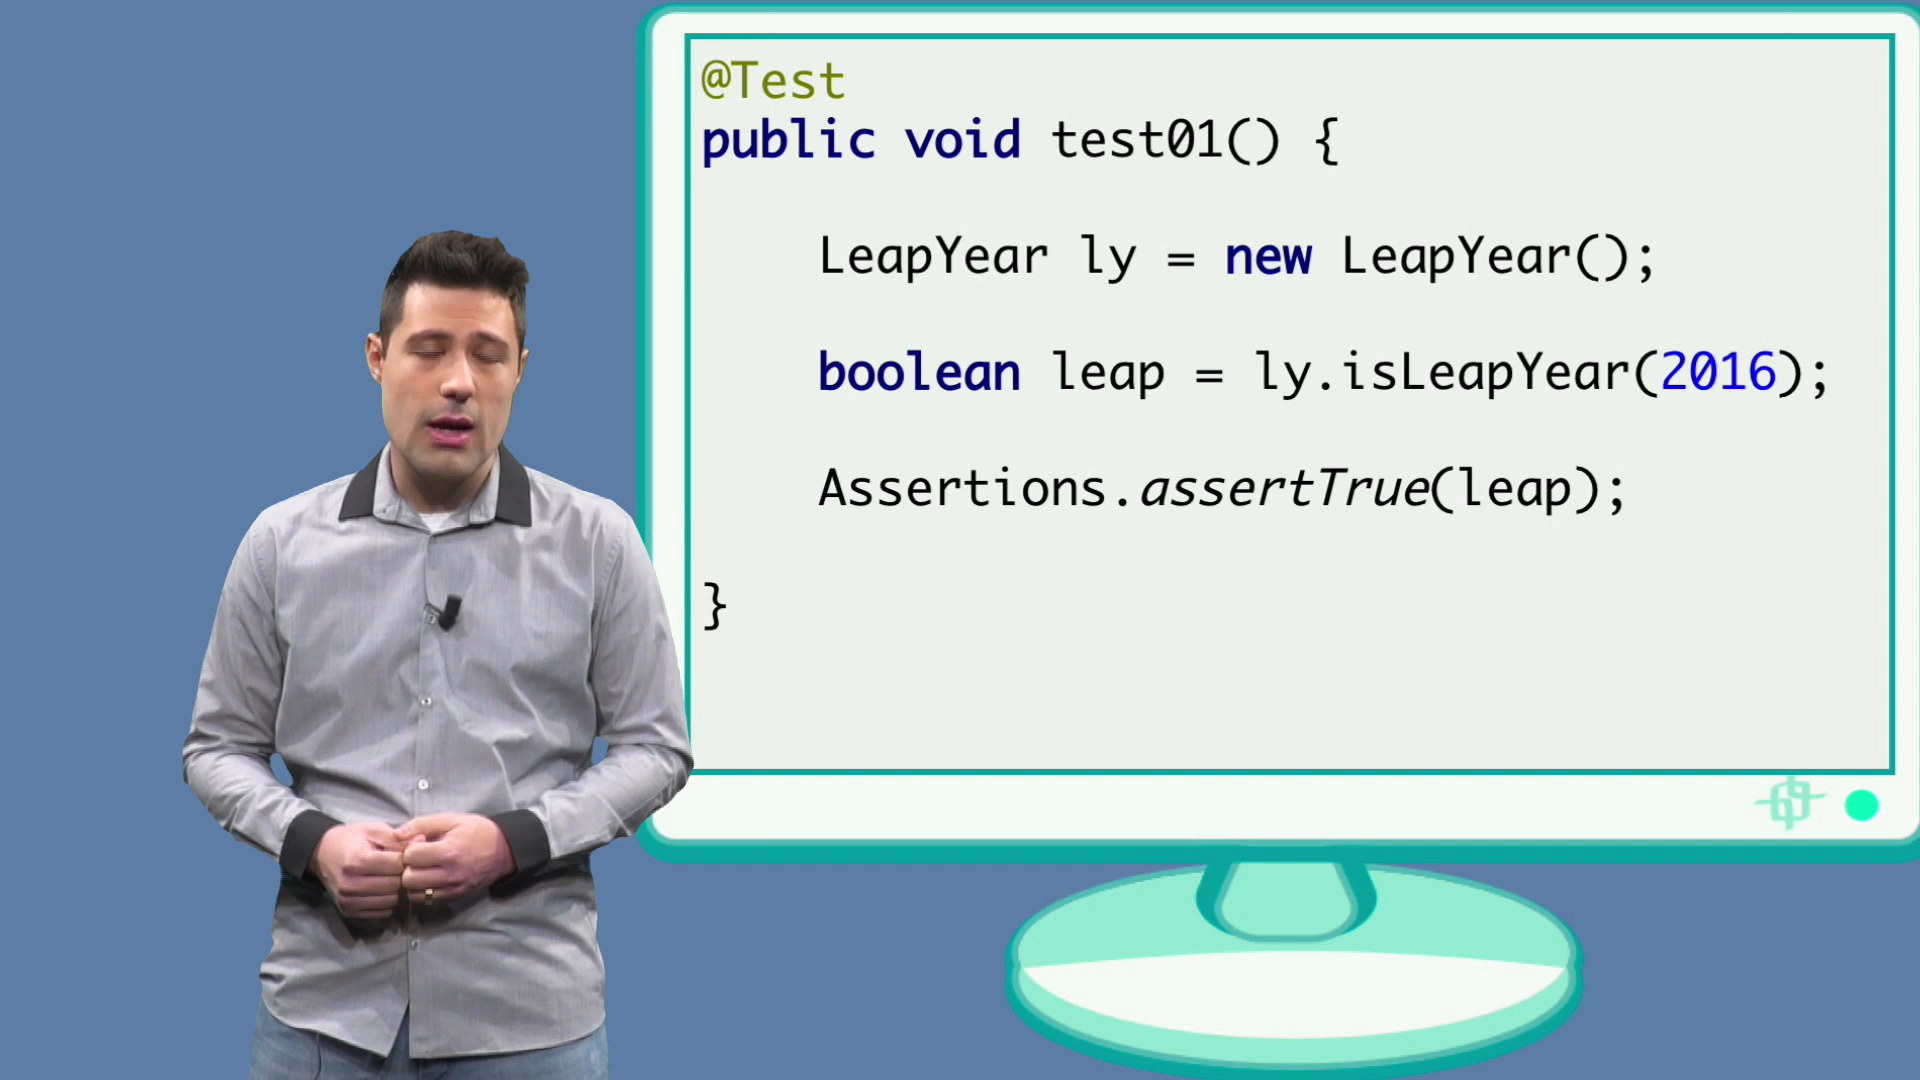 @Test
public void test01() {
LeapYear ly = new LeapYear();
boolean leap = ly.isLeapYear(2016);
Assertions.assertTrue(leap);
}